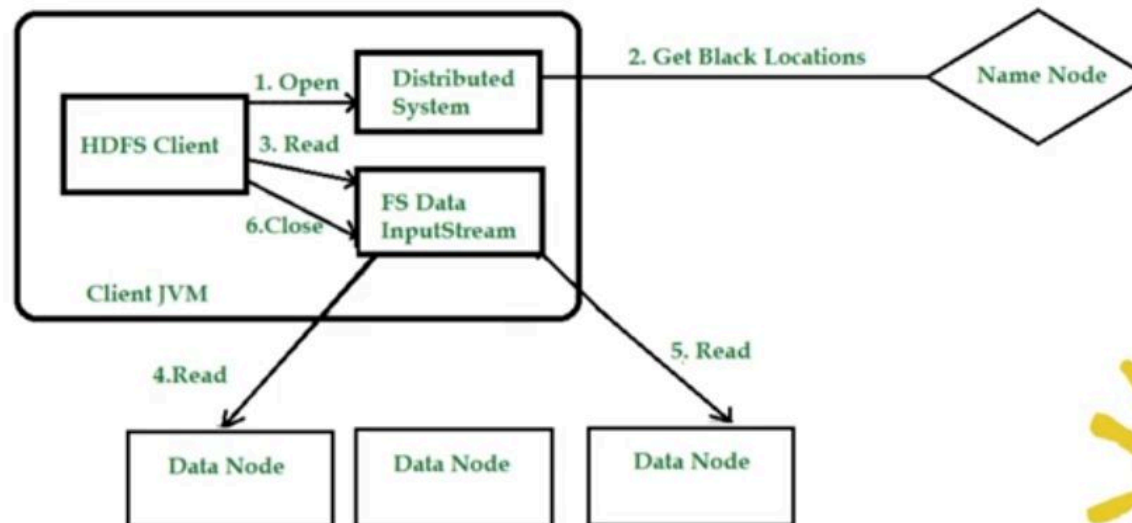 2. Get Black Locations
Name Node
1. Open
Distributed
System
HDFS Client
3. Read
FS Data
InputStream
6.Close
Client JVM
4.Read
5. Read
Data Node
Data Node
Data Node